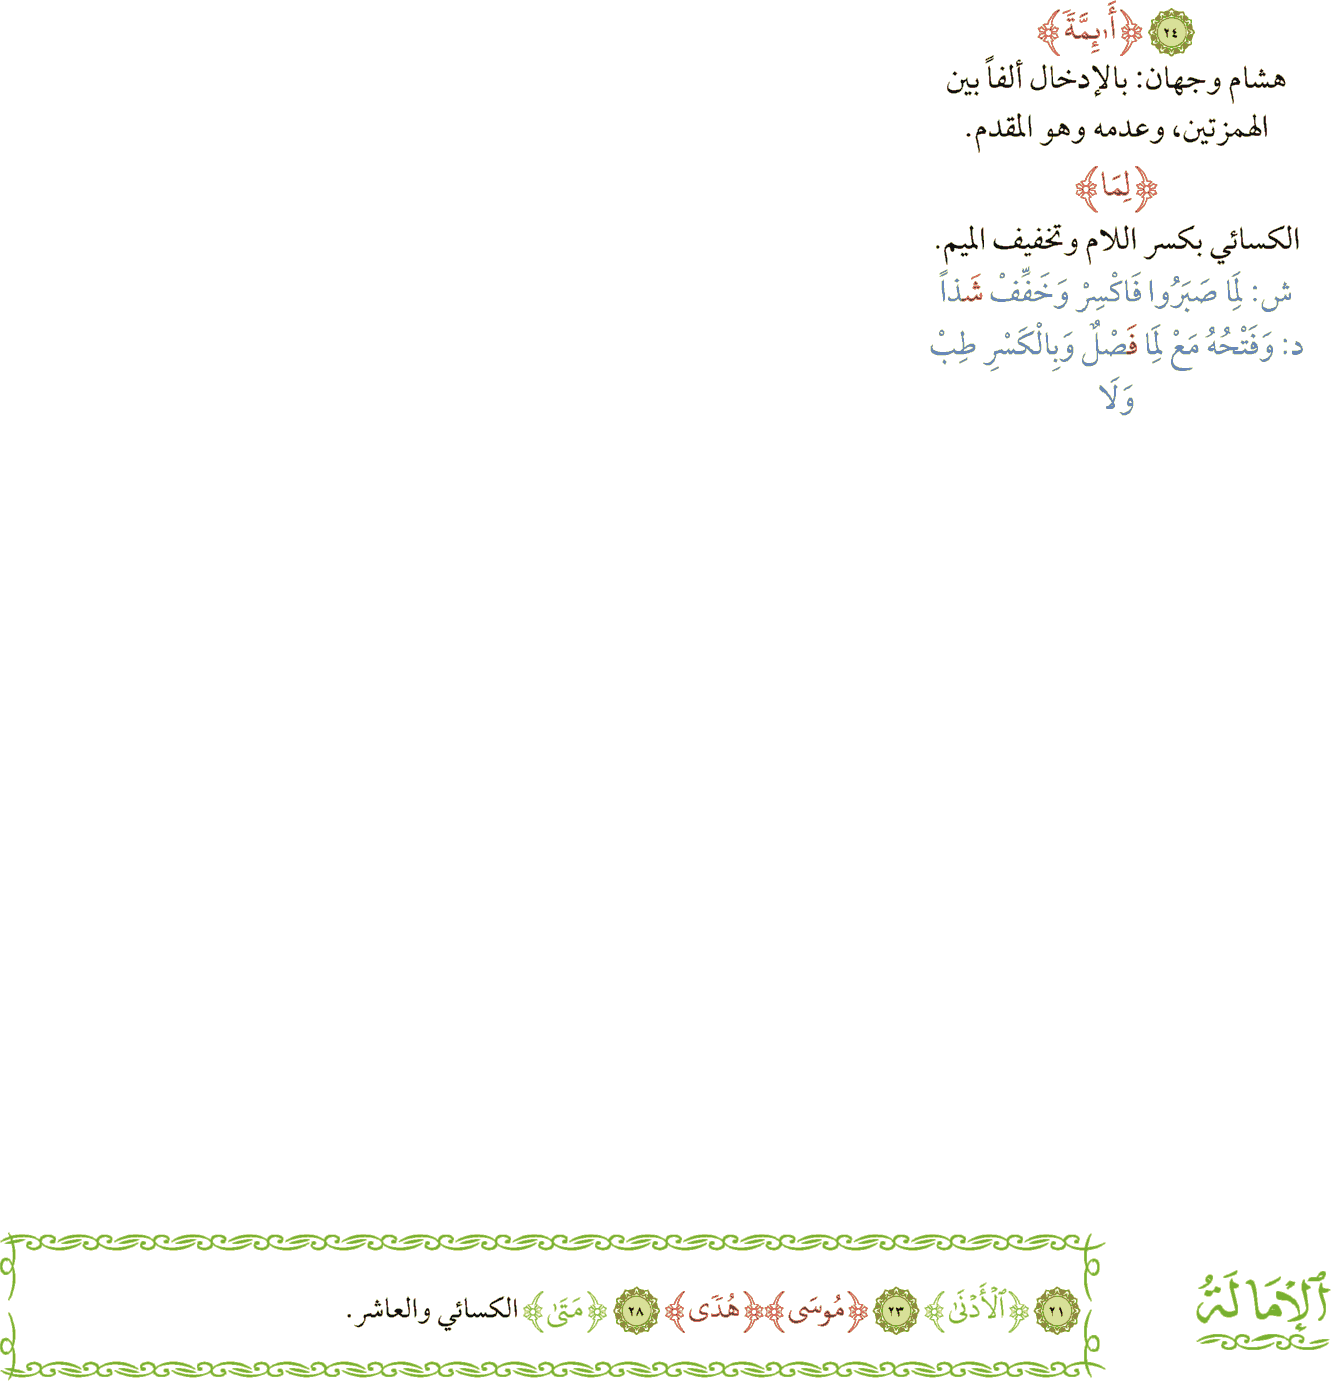 ٢٤ ﴿أَا۬ئِمَّةً﴾
هشام وجهان: بالإدخال ألفاً بين
الهمزتين، وعدمه وهو المقدم.
﴿لِمَا﴾
الكسائي بكسر اللام وتخفيف الميم.
ش: لِمَا صَبَرُوا فَاكْسِرْ وَخَفِّفْ شَذاً
د: وَفَتْحُهُ مَعْ لِمَا فَصْلٌ وَبِالْكَسْرِ طِبْ
وَلَا
ٱلْإِمَالَةُ
٢١ ﴿ٱلْأَدْنَىٰ﴾ ٢٣ ﴿مُوسَى﴾ ﴿هُدًى﴾ ٢٨ ﴿مَتَىٰ﴾ الكسائي والعاشر.